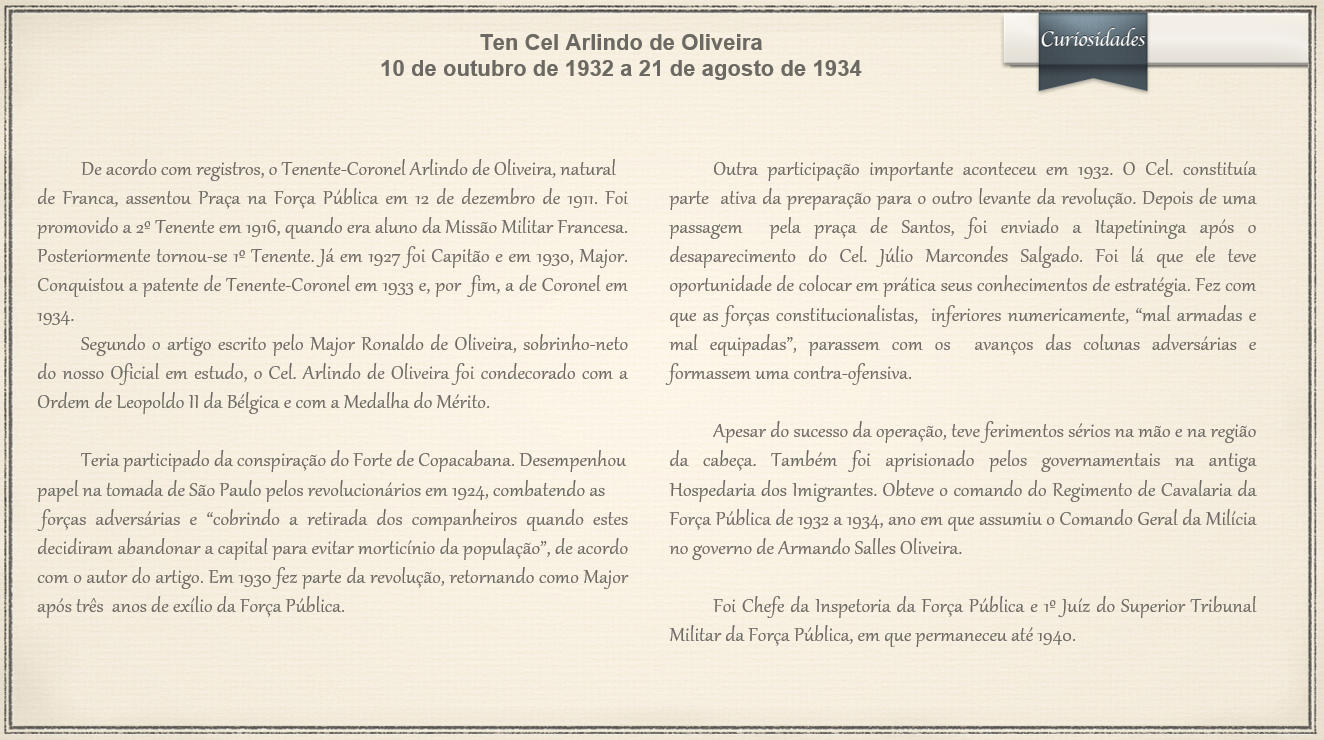 Ten Cel Arlindo de Oliveira
10 de outubro de 1932 a 21 de agosto de 1934
Curiosidades
De acordo com registros, o Tenente-Coronel Arlindo de Oliveira, natural
de Franca, assentou Praça na Força Pública em 12 de dezembro de 1911. Foi
promovido a 2º Tenente em 1916, quando era aluno da Missão Militar Francesa.
Posteriormente tornou-se 1º Tenente. Já em 1927 foi Capitão e em 1930, Major.
Conquistou a patente de Tenente-Coronel em 1933 e, por fim, a de Coronel em
1934.
Segundo o artigo escrito pelo Major Ronaldo de Oliveira, sobrinho-neto
do nosso Oficial em estudo, o Cel. Arlindo de Oliveira foi condecorado com a
Ordem de Leopoldo II da Bélgica e com a Medalha do Mérito.
Teria participado da conspiração do Forte de Copacabana. Desempenhou
papel na tomada de São Paulo pelos revolucionários em 1924, combatendo as
forças adversárias e “cobrindo a retirada dos companheiros quando estes
decidiram abandonar a capital para evitar morticínio da população”, de acordo
com o autor do artigo. Em 1930 fez parte da revolução, retornando como Major
após três anos de exílio da Força Pública.
Outra participação importante aconteceu em 1932. O Cel. constituía
parte ativa da preparação para o outro levante da revolução. Depois de uma
passagem pela praça de Santos, foi enviado a Itapetininga após o
desaparecimento do Cel. Júlio Marcondes Salgado. Foi lá que ele teve
oportunidade de colocar em prática seus conhecimentos de estratégia. Fez com
que as forças constitucionalistas, inferiores numericamente, “mal armadas e
mal equipadas”, parassem com os avanços das colunas adversárias e
formassem uma contra-ofensiva.
Apesar do sucesso da operação, teve ferimentos sérios na mão e na região
da cabeça. Também foi aprisionado pelos governamentais na antiga
Hospedaria dos Imigrantes. Obteve o comando do Regimento de Cavalaria da
Força Pública de 1932 a 1934, ano em que assumiu o Comando Geral da Milícia
no governo de Armando Salles Oliveira.
Foi Chefe da Inspetoria da Força Pública e 1º Juíz do Superior Tribunal
Militar da Força Pública, em que permaneceu até 1940.